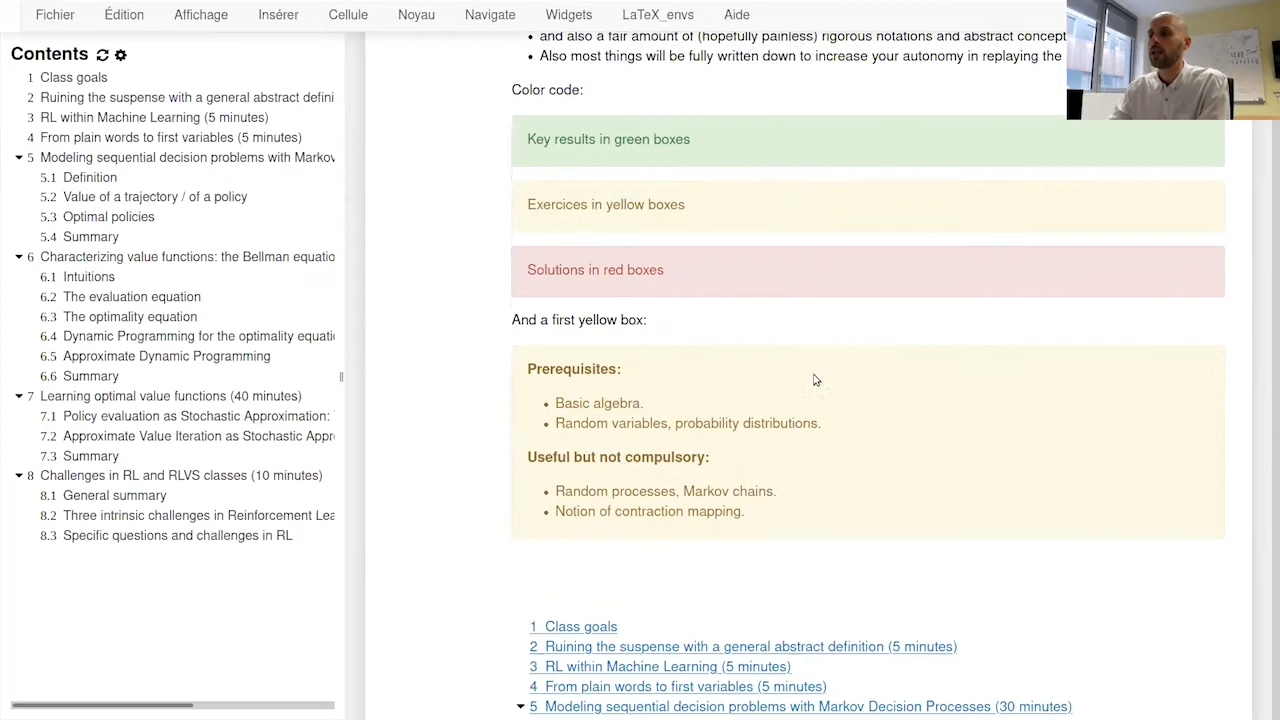 Fichier Édition Affichage Insérer Cellule Noyau Navigate Widgets LaTeX_envs Aide
Contents
1 Class goals
2 Ruining the suspense with a general abstract defini
3 RL within Machine Learning (5 minutes)
4 From plain words to first variables (5 minutes)
5 Modeling sequential decision problems with Markov
5.1 Definition
5.2 Value of a trajectory / of a policy
5.3 Optimal policies
5.4 Summary
6 Characterizing value functions: the Bellman equatio
6.1 Intuitions
6.2 The evaluation equation
6.3 The optimality equation
6.4 Dynamic Programming for the optimality equati
6.5 Approximate Dynamic Programming
6.6 Summary
7 Learning optimal value functions (40 minutes)
7.1 Policy evaluation as Stochastic Approximation:
7.2 Approximate Value Iteration as Stochastic Appr
7.3 Summary
8 Challenges in RL and RLVS classes (10 minutes)
8.1 General summary
8.2 Three intrinsic challenges in Reinforcement Lea
8.3 Specific questions and challenges in RL
• and also a fair amount of (hopefully painless) rigorous notations and abstract concept
• Also most things will be fully written down to increase your autonomy in replaying the
Color code:
Key results in green boxes
Exercices in yellow boxes
Solutions in red boxes
And a first yellow box:
Prerequisites:
• Basic algebra.
• Random variables, probability distributions.
Useful but not compulsory:
• Random processes, Markov chains.
• Notion of contraction mapping.
1 Class goals
2 Ruining the suspense with a general abstract definition (5 minutes)
3 RL within Machine Learning (5 minutes)
4 From plain words to first variables (5 minutes)
5 Modeling sequential decision problems with Markov Decision Processes (30 minutes)